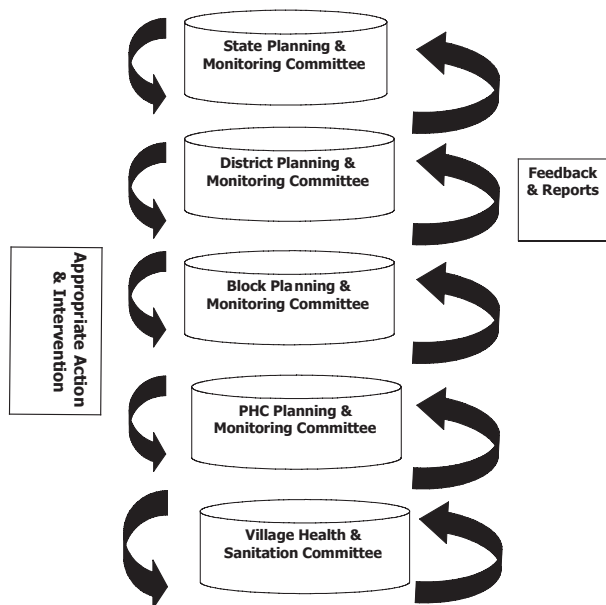 State Planning &
Monitoring Committee
District Planning &
Monitoring Committee
Feedback
& Reports
Appropriate Action
& Intervention
Block Planning &
Monitoring Committee
PHC Planning &
Monitoring Committee
Village Health &
Sanitation Committee